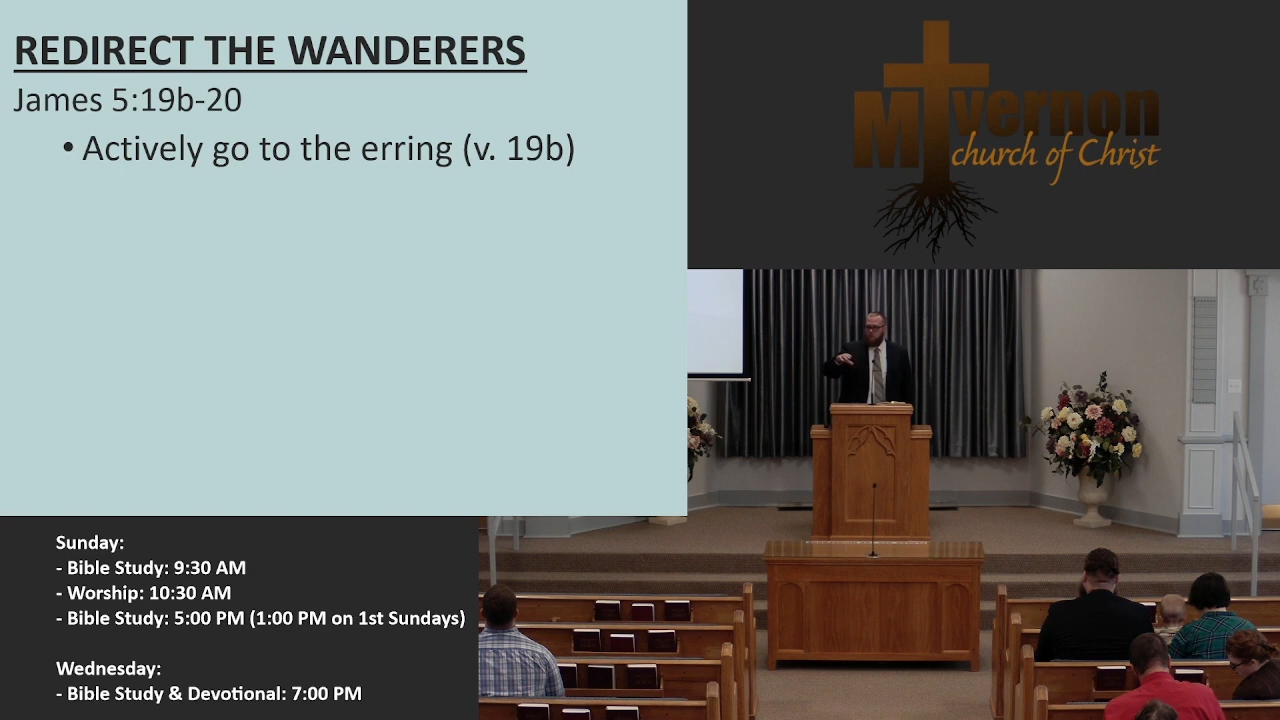 REDIRECT THE WANDERERS
James 5:19b-20
• Actively go to the erring (v. 19b)
MTvernon
church of Christ
Sunday:
- Bible Study: 9:30 AM
- Worship: 10:30 AM
- Bible Study: 5:00 PM (1:00 PM on 1st Sundays)
Wednesday:
- Bible Study & Devotional: 7:00 PM